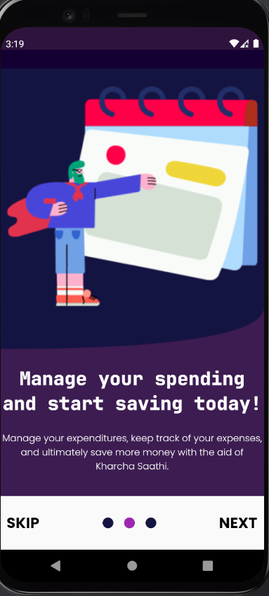 3:19
Manage your spending
and start saving today!
Manage your expenditures, keep track of your expenses,
and ultimately save more money with the aid of
Kharcha Saathi.
SKIP
NEXT